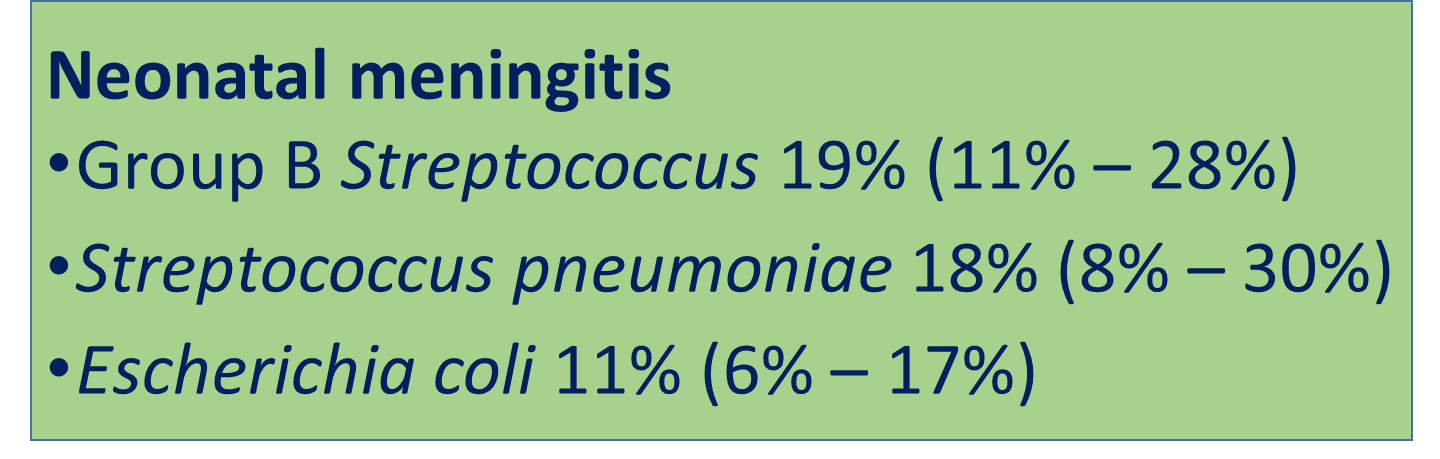 Neonatal meningitis
•Group B Streptococcus 19% (11% – 28%)
•Streptococcus pneumoniae 18% (8% – 30%)
•Escherichia coli 11% (6% – 17%)